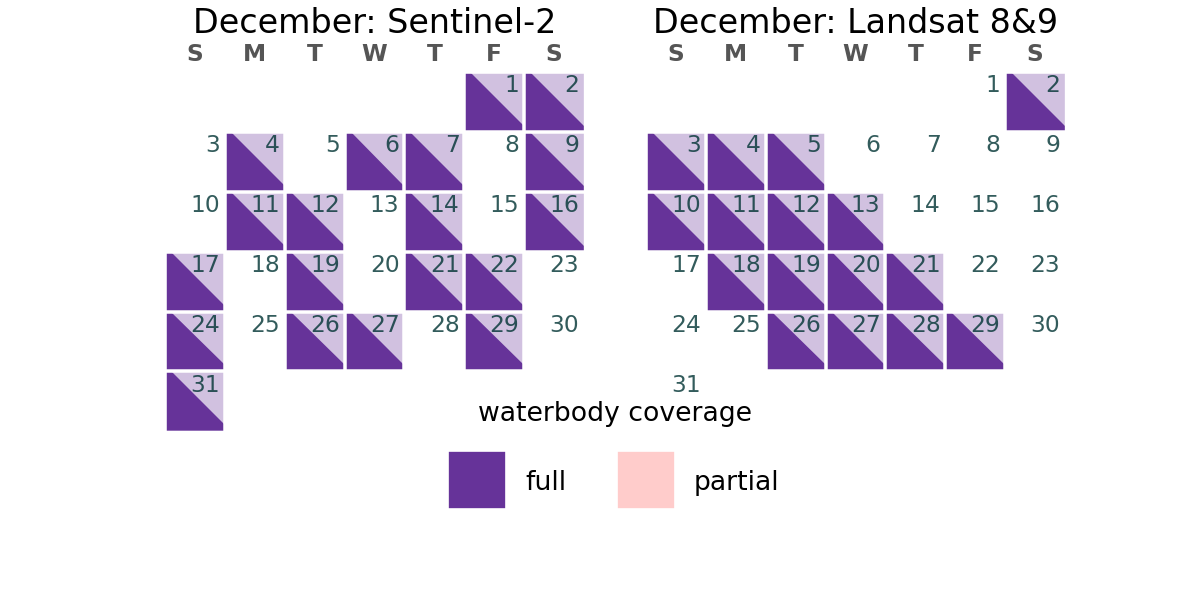 December: Sentinel-2
S M T W T F S
1 2
3 4 5 6 7 8 9
10 11 12 13 14 15 16
17 18 19 20 21 22 23
24 25 26 27 28 29 30
31
December: Landsat 8&9
S M T W T F S
1 2
3 4 5 6 7 8 9
10 11 12 13 14 15 16
17 18 19 20 21 22 23
24 25 26 27 28 29 30
31
waterbody coverage
full partial